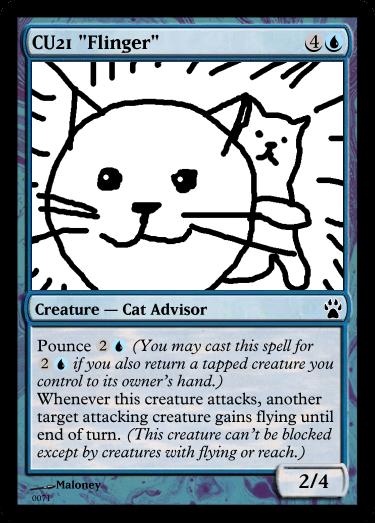 CU21 "Flinger"
4
Creature — Cat Advisor
Pounce 2 (You may cast this spell for
2 if you also return a tapped creature you
control to its owner's hand.)
Whenever this creature attacks, another
target attacking creature gains flying until
end of turn. (This creature can't be blocked
except by creatures with flying or reach.)
2/4
Maloney
0071